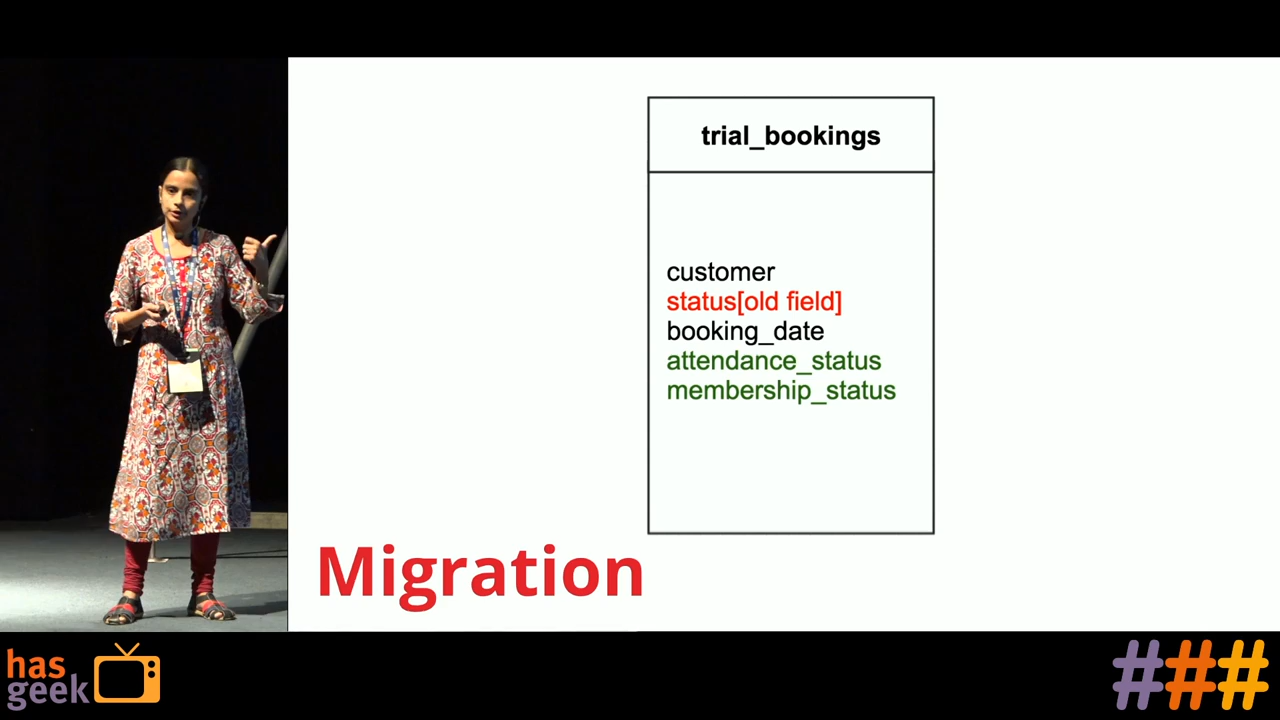 trial_bookings
customer
status[old field]
booking_date
attendance_status
membership_status
Migration
has
geek
###